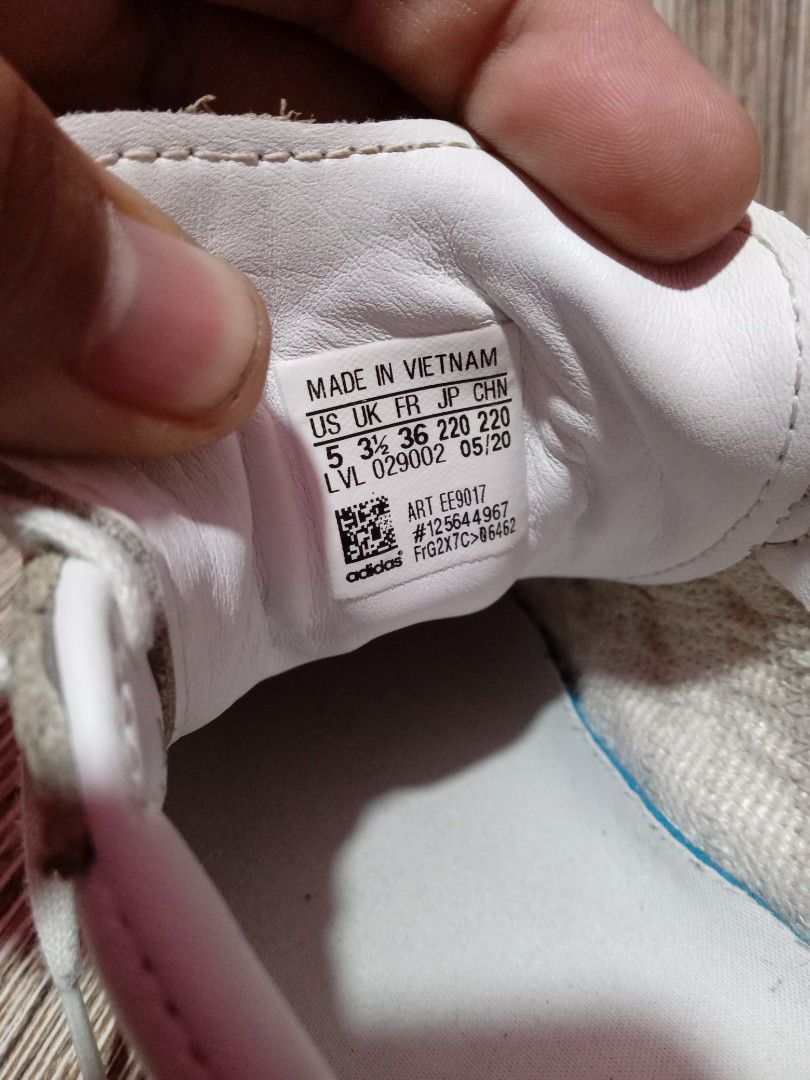 MADE IN VIETNAM
US UK FR JP CHN
5 3½ 36 220 220
LVL 029002 05/20
ART EE9017
#125644967
FrG2X7C>06462
adidas®